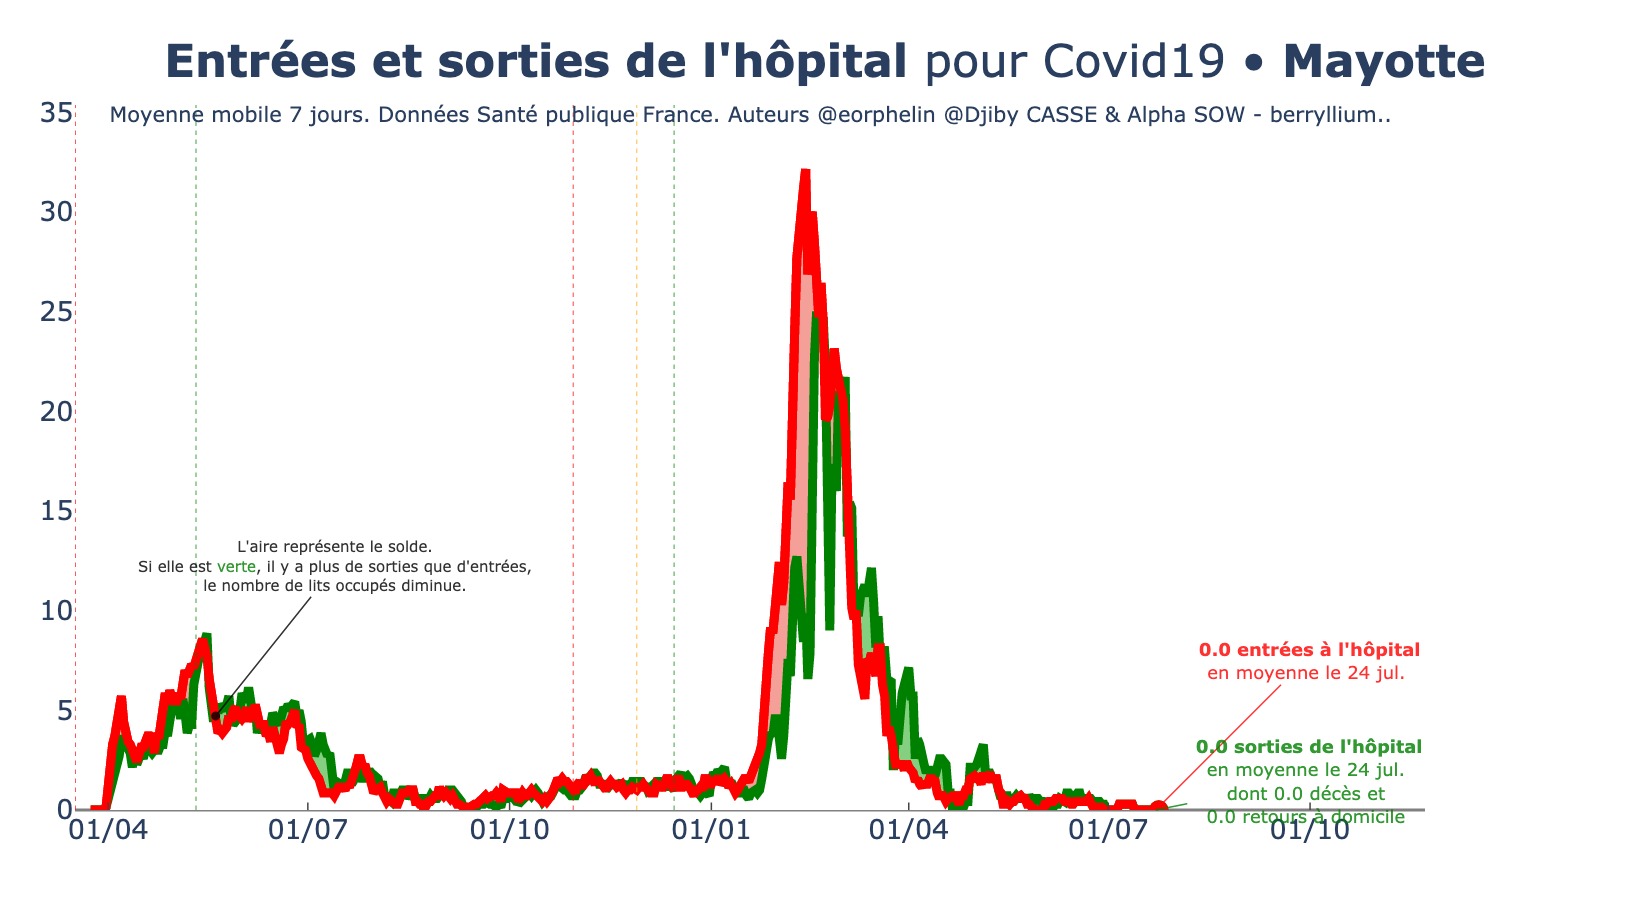 Entrées et sorties de l'hôpital pour Covid19 • Mayotte
Moyenne mobile 7 jours. Données Santé publique France. Auteurs @eorphelin @Djiby CASSE & Alpha SOW - berryllium..
35
30
25
20
15
10
5
0
L'aire représente le solde.
Si elle est verte, il y a plus de sorties que d'entrées,
le nombre de lits occupés diminue.
0.0 entrées à l'hôpital
en moyenne le 24 jul.
0.0 sorties de l'hôpital
en moyenne le 24 jul.
dont 0.0 décès et
0.0 retours à domicile
01/04 01/07 01/10 01/01 01/04 01/07 01/10